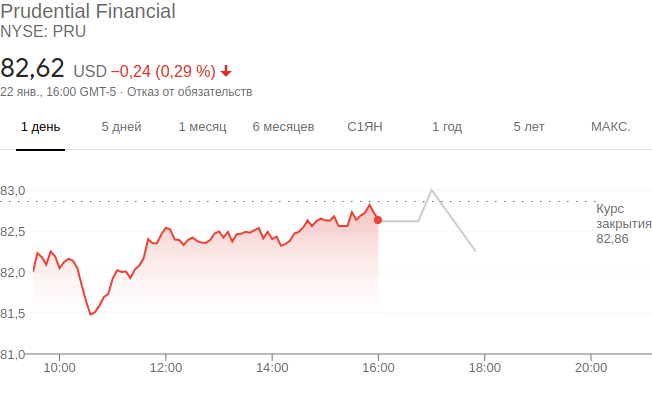 Prudential Financial
NYSE: PRU
82,62 USD −0,24 (0,29 %)
22 янв., 16:00 GMT-5 · Отказ от обязательств
1 день 5 дней 1 месяц 6 месяцев С1ЯН 1 год 5 лет МАКС.
83,0
Курс
закрытия
82,86
82,5
82,0
81,5
81,0
10:00 12:00 14:00 16:00 18:00 20:00